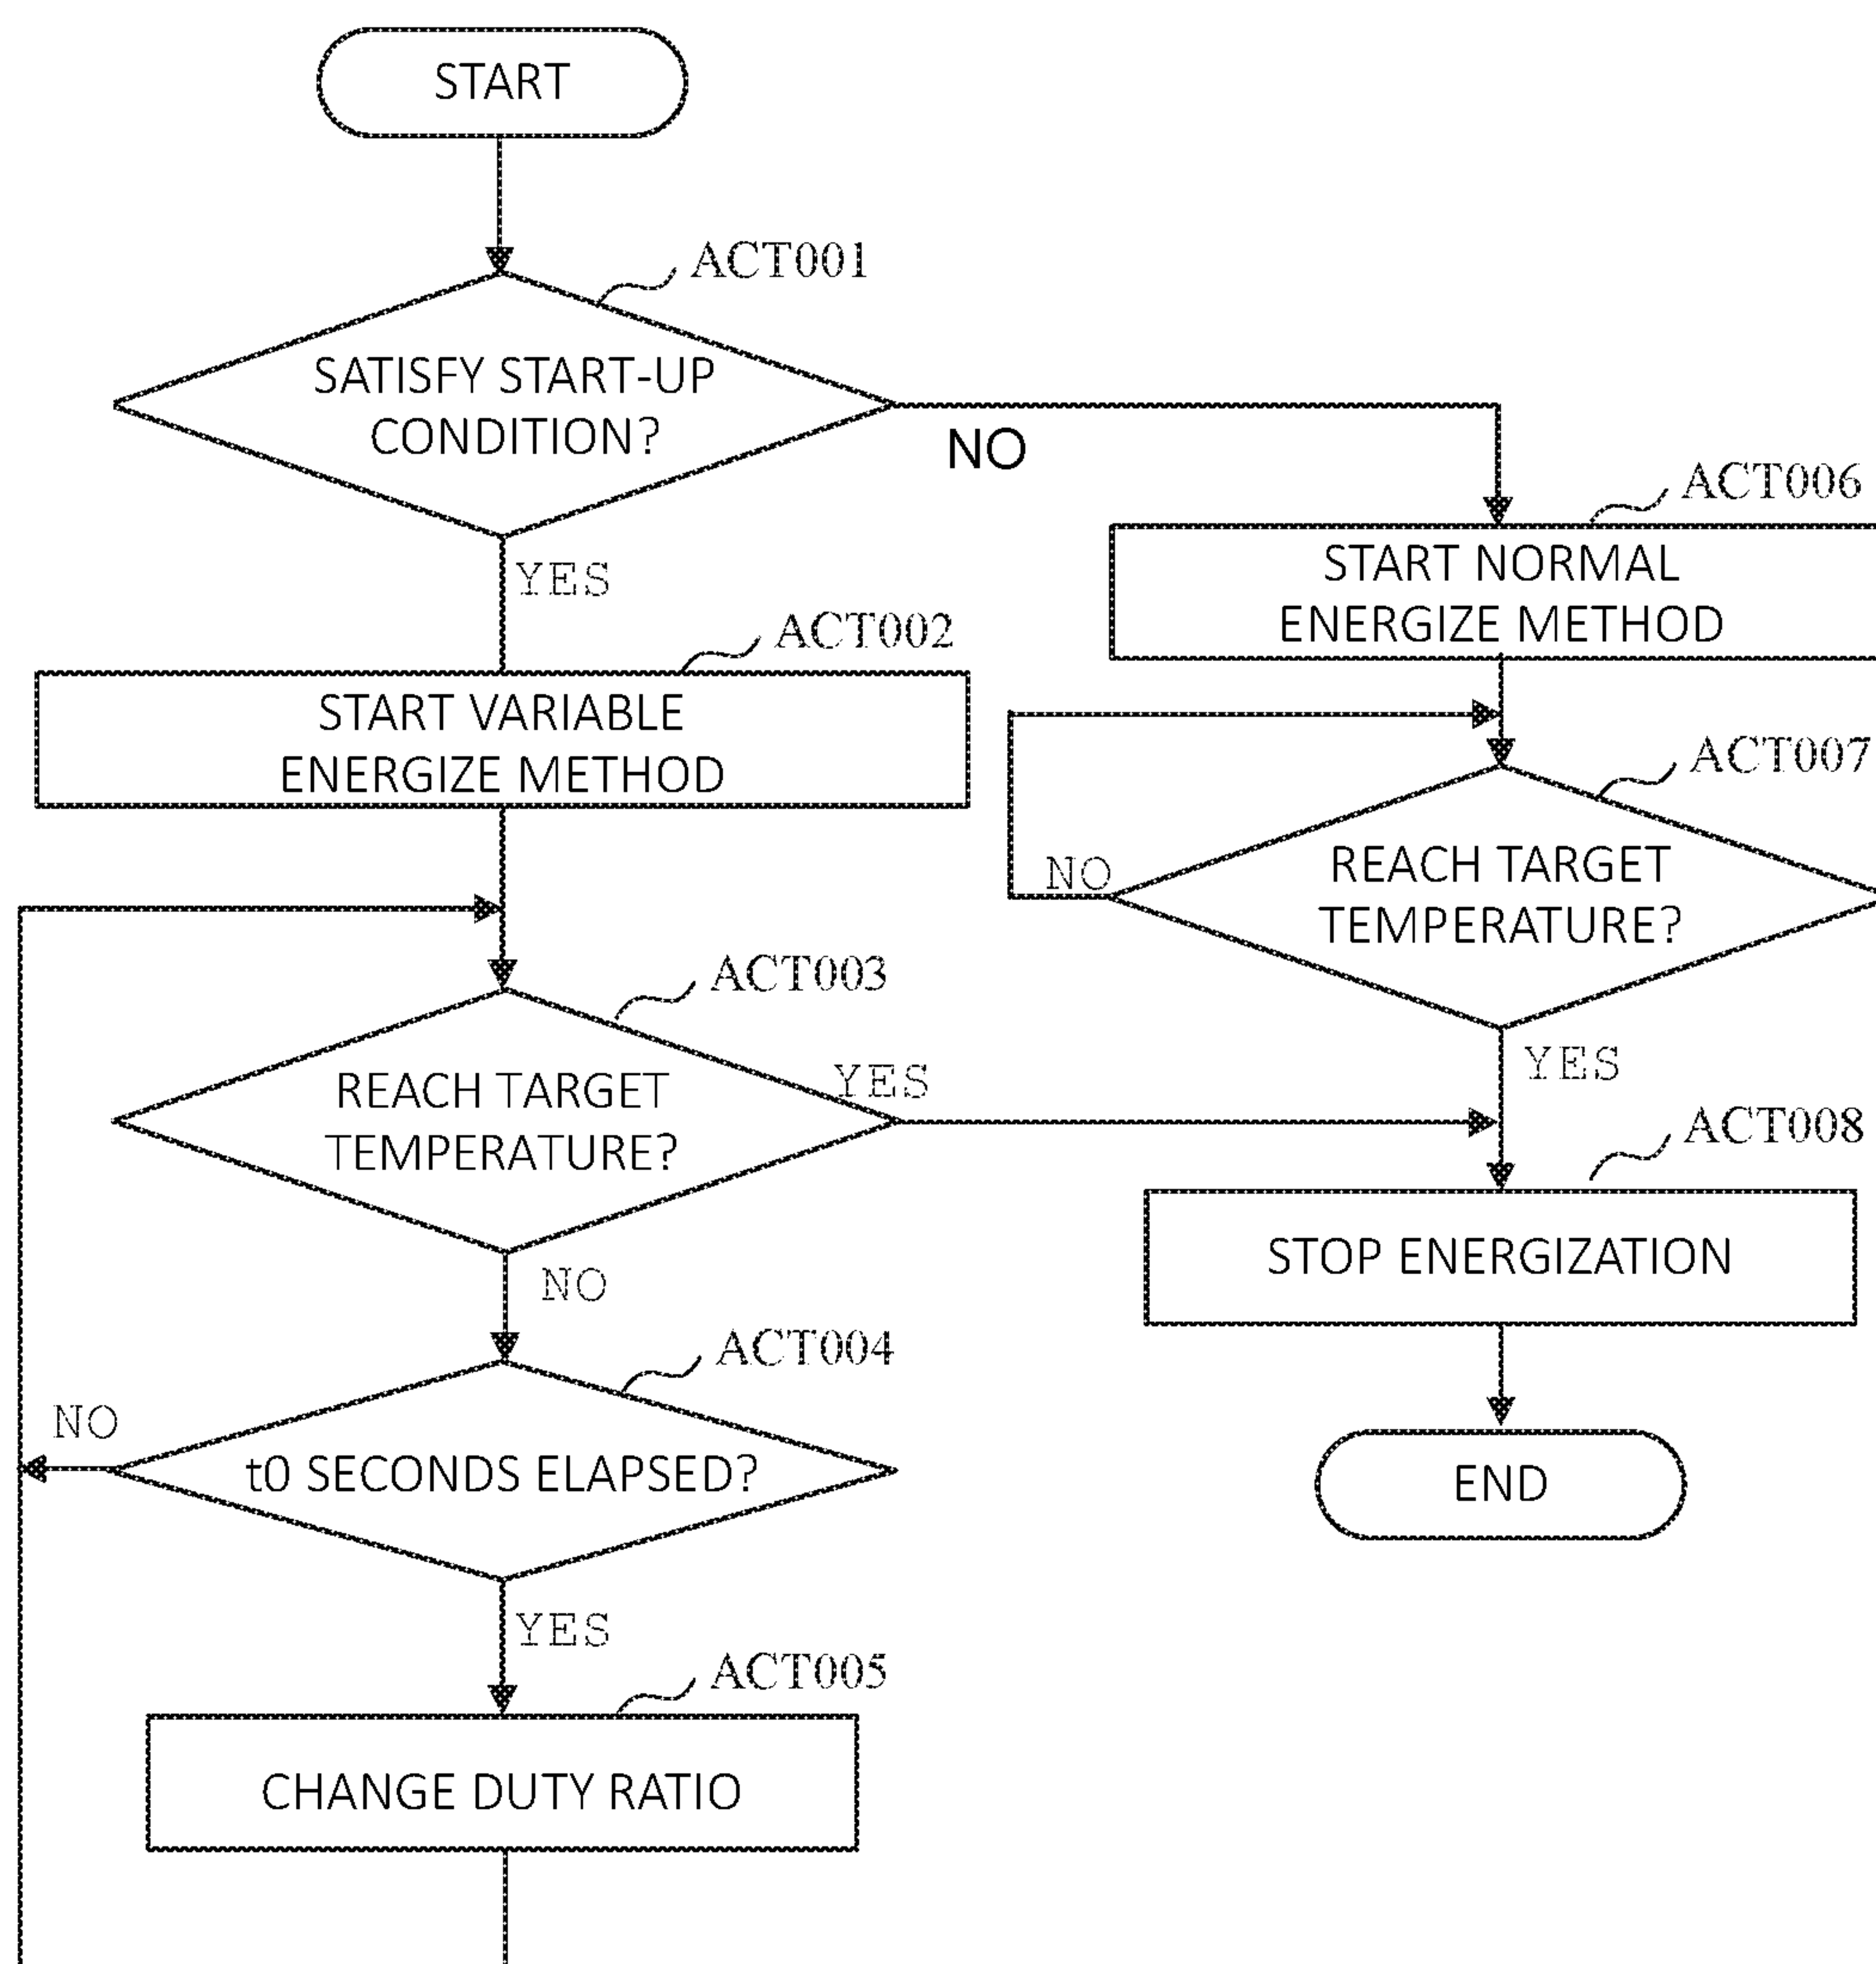 START
ACT001
SATISFY START-UP
CONDITION?
NO
YES
ACT002
START VARIABLE
ENERGIZE METHOD
ACT006
START NORMAL
ENERGIZE METHOD
ACT007
REACH TARGET
TEMPERATURE?
NO
YES
ACT003
REACH TARGET
TEMPERATURE?
YES
NO
ACT008
STOP ENERGIZATION
END
ACT004
t0 SECONDS ELAPSED?
NO
YES
ACT005
CHANGE DUTY RATIO